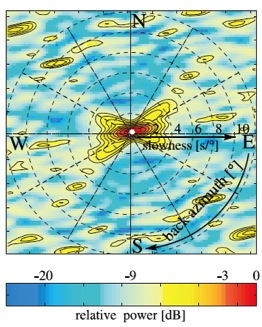 N
2 4 6 8 10
W E
slowness [s/°]
back azimuth [°]
S
-20 -9 -3 0
relative power [dB]